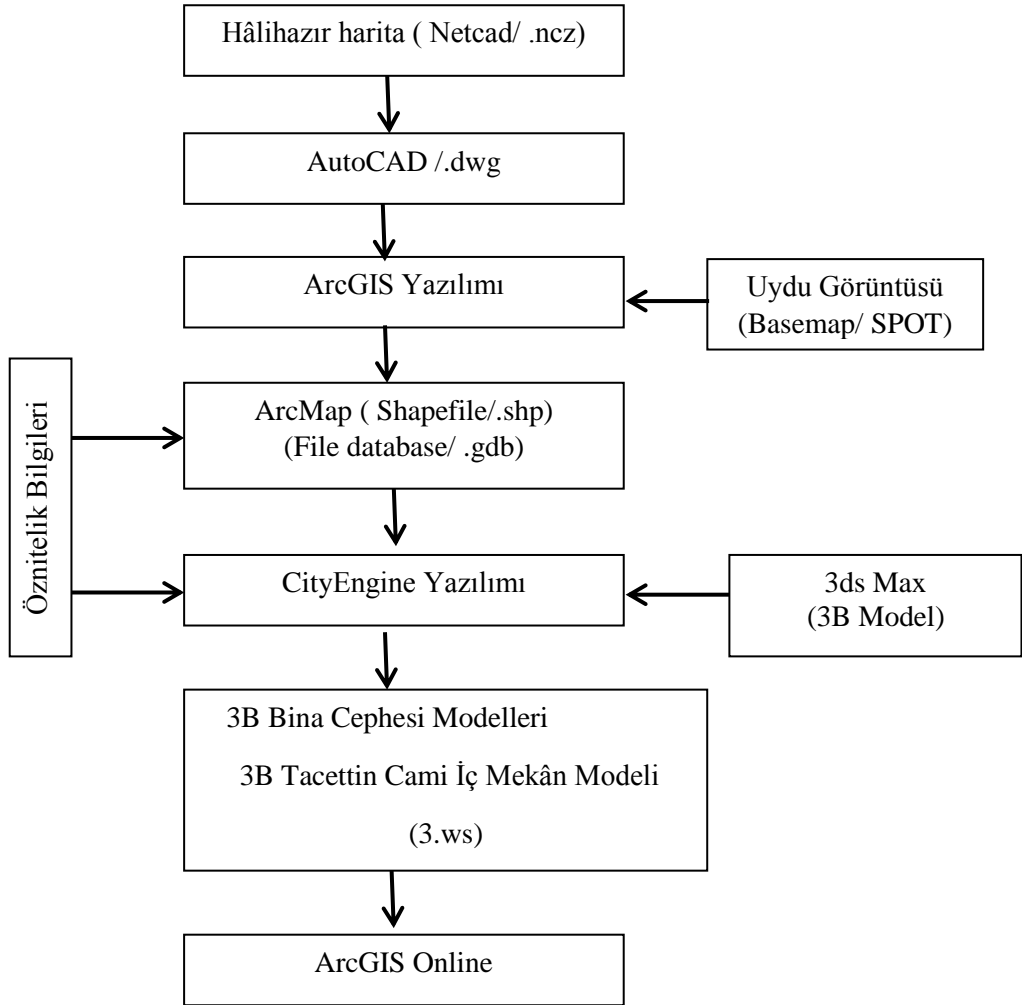 Hâlihazır harita ( Netcad/ .ncz)
AutoCAD /.dwg
ArcGIS Yazılımı
Uydu Görüntüsü
(Basemap/ SPOT)
Öznitelik Bilgileri
ArcMap ( Shapefile/.shp)
(File database/ .gdb)
CityEngine Yazılımı
3ds Max
(3B Model)
3B Bina Cephesi Modelleri
3B Tacettin Cami İç Mekân Modeli
(3.ws)
ArcGIS Online